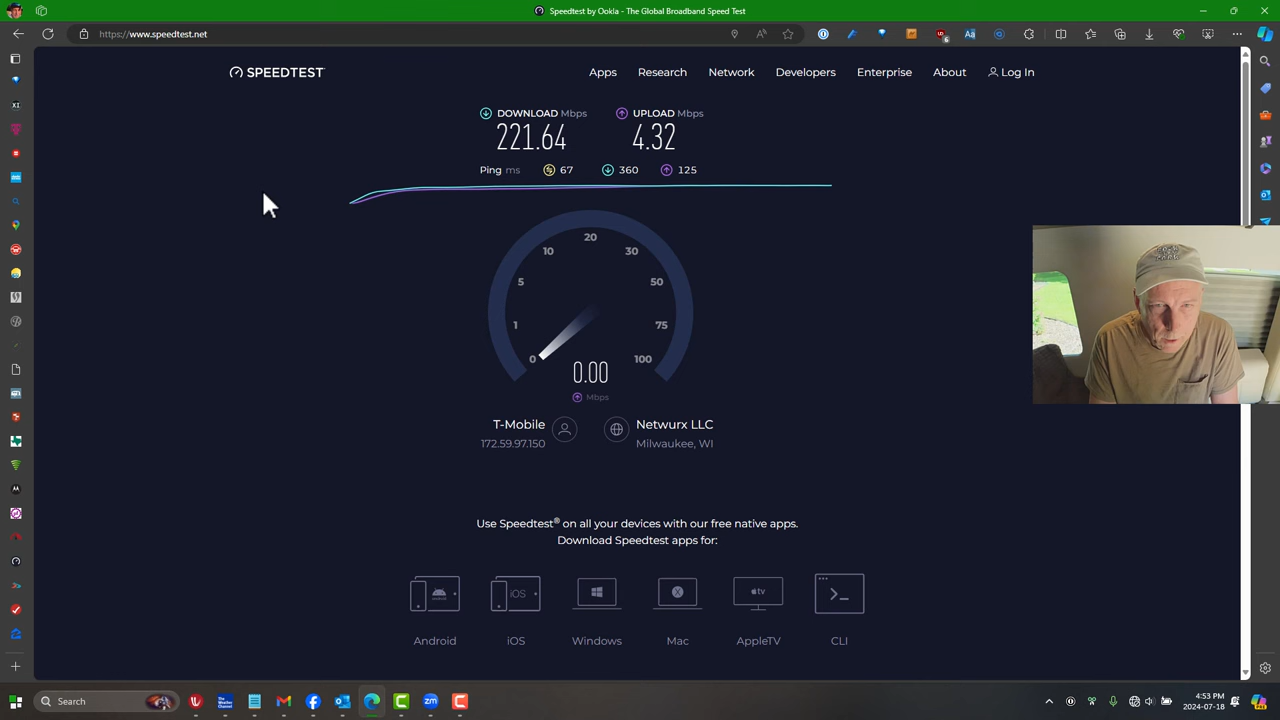 Speedtest by Ookla - The Global Broadband Speed Test
https://www.speedtest.net
SPEEDTEST
Apps Research Network Developers Enterprise About Log In
DOWNLOAD Mbps UPLOAD Mbps
221.64 4.32
Ping ms 67 360 125
0
1
5
10
20
30
50
75
100
0.00
Mbps
T-Mobile Netwurx LLC
172.59.97.150 Milwaukee, WI
Use Speedtest® on all your devices with our free native apps.
Download Speedtest apps for:
Android iOS Windows Mac AppleTV CLI
Search
4:53 PM
2024-07-18